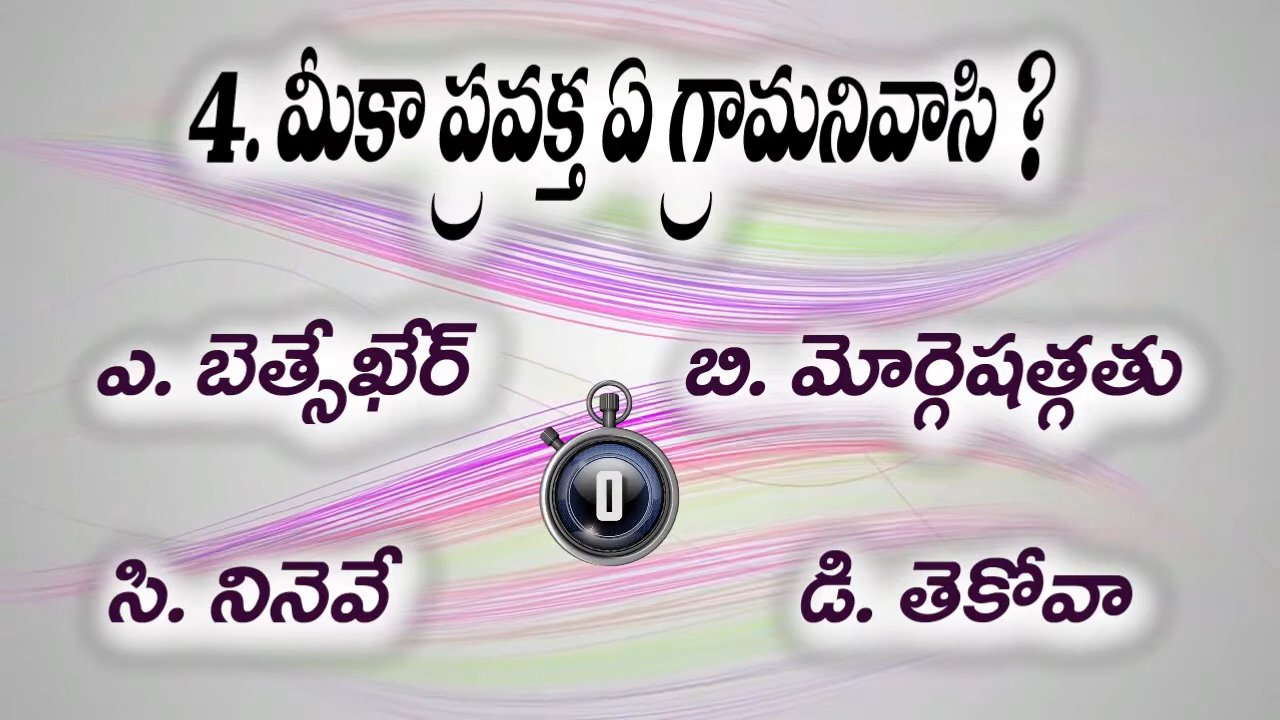 4. మీకా ప్రవక్త ఏ గ్రామనివాసి ?
ఎ. బెత్సేఖేర్
బి. మోర్గెషత్గతు
0
సి. నినెవే
డి. తెకోవా